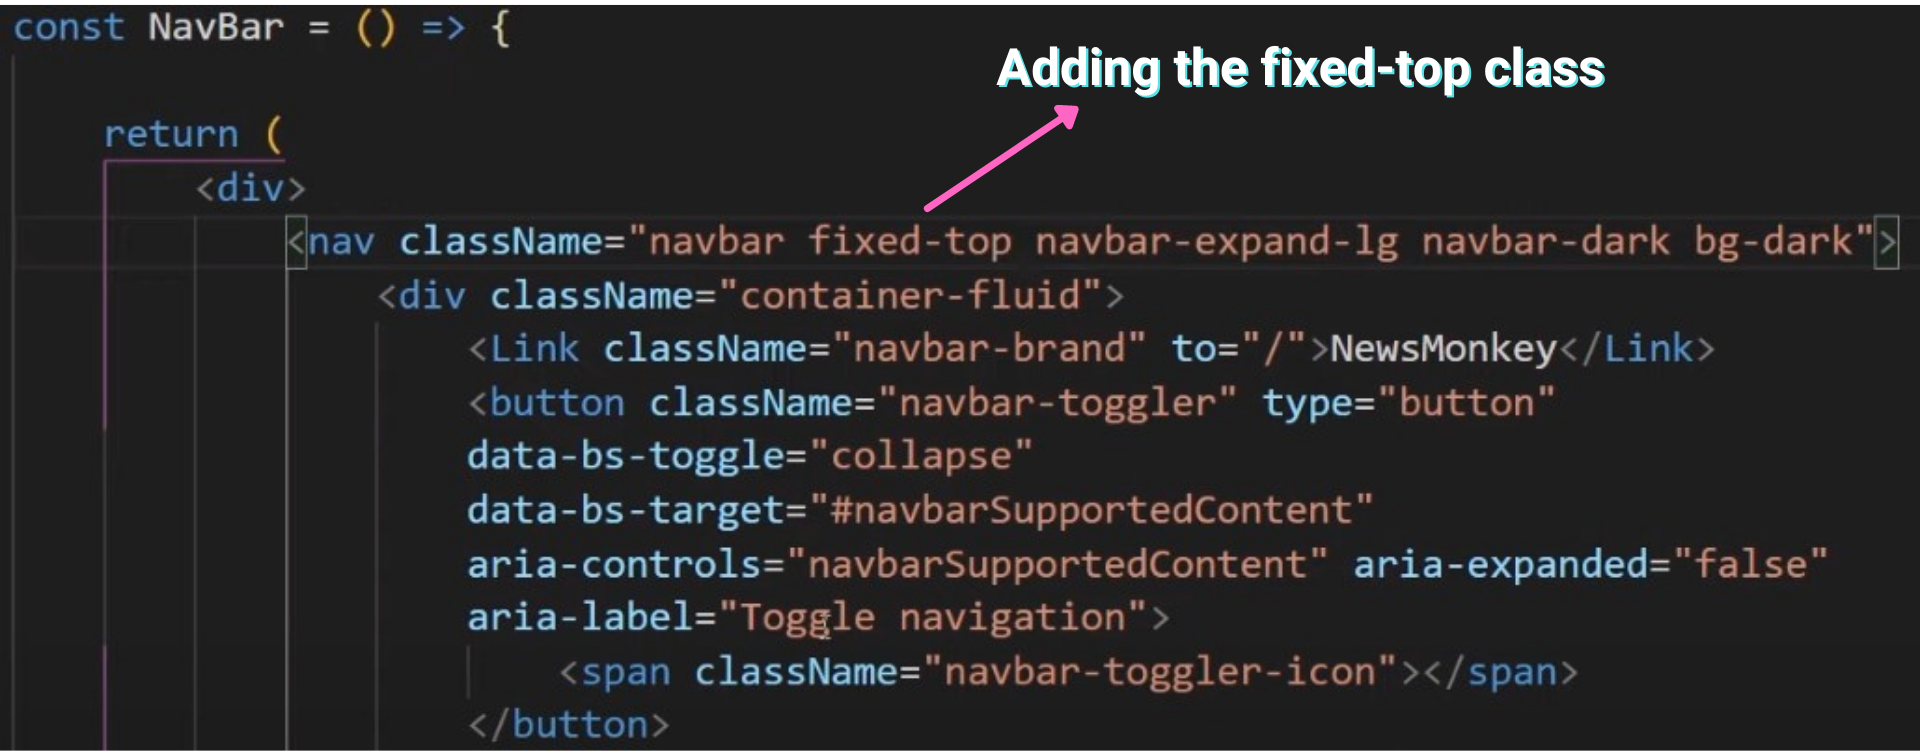 const NavBar = () => {
Adding the fixed-top class
return (
<div>
<nav className="navbar fixed-top navbar-expand-lg navbar-dark bg-dark">
<div className="container-fluid">
<Link className="navbar-brand" to="/">NewsMonkey</Link>
<button className="navbar-toggler" type="button"
data-bs-toggle="collapse"
data-bs-target="#navbarSupportedContent"
aria-controls="navbarSupportedContent" aria-expanded="false"
aria-label="Toggle navigation">
<span className="navbar-toggler-icon"></span>
</button>